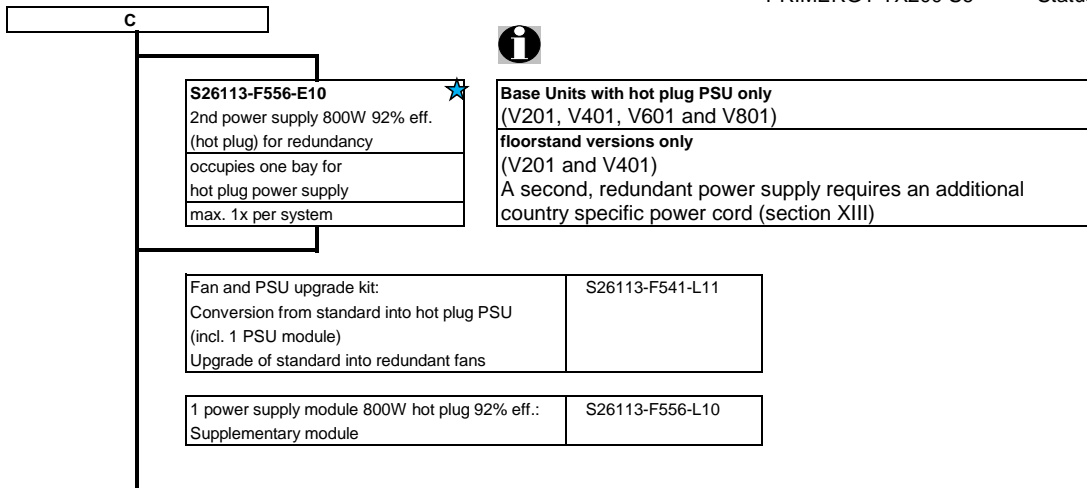 C
S26113-F556-E10
2nd power supply 800W 92% eff.
(hot plug) for redundancy
occupies one bay for
hot plug power supply
max. 1x per system
Base Units with hot plug PSU only
(V201, V401, V601 and V801)
floorstand versions only
(V201 and V401)
A second, redundant power supply requires an additional
country specific power cord (section XIII)
Fan and PSU upgrade kit:
Conversion from standard into hot plug PSU
(incl. 1 PSU module)
Upgrade of standard into redundant fans
S26113-F541-L11
1 power supply module 800W hot plug 92% eff.:
Supplementary module
S26113-F556-L10